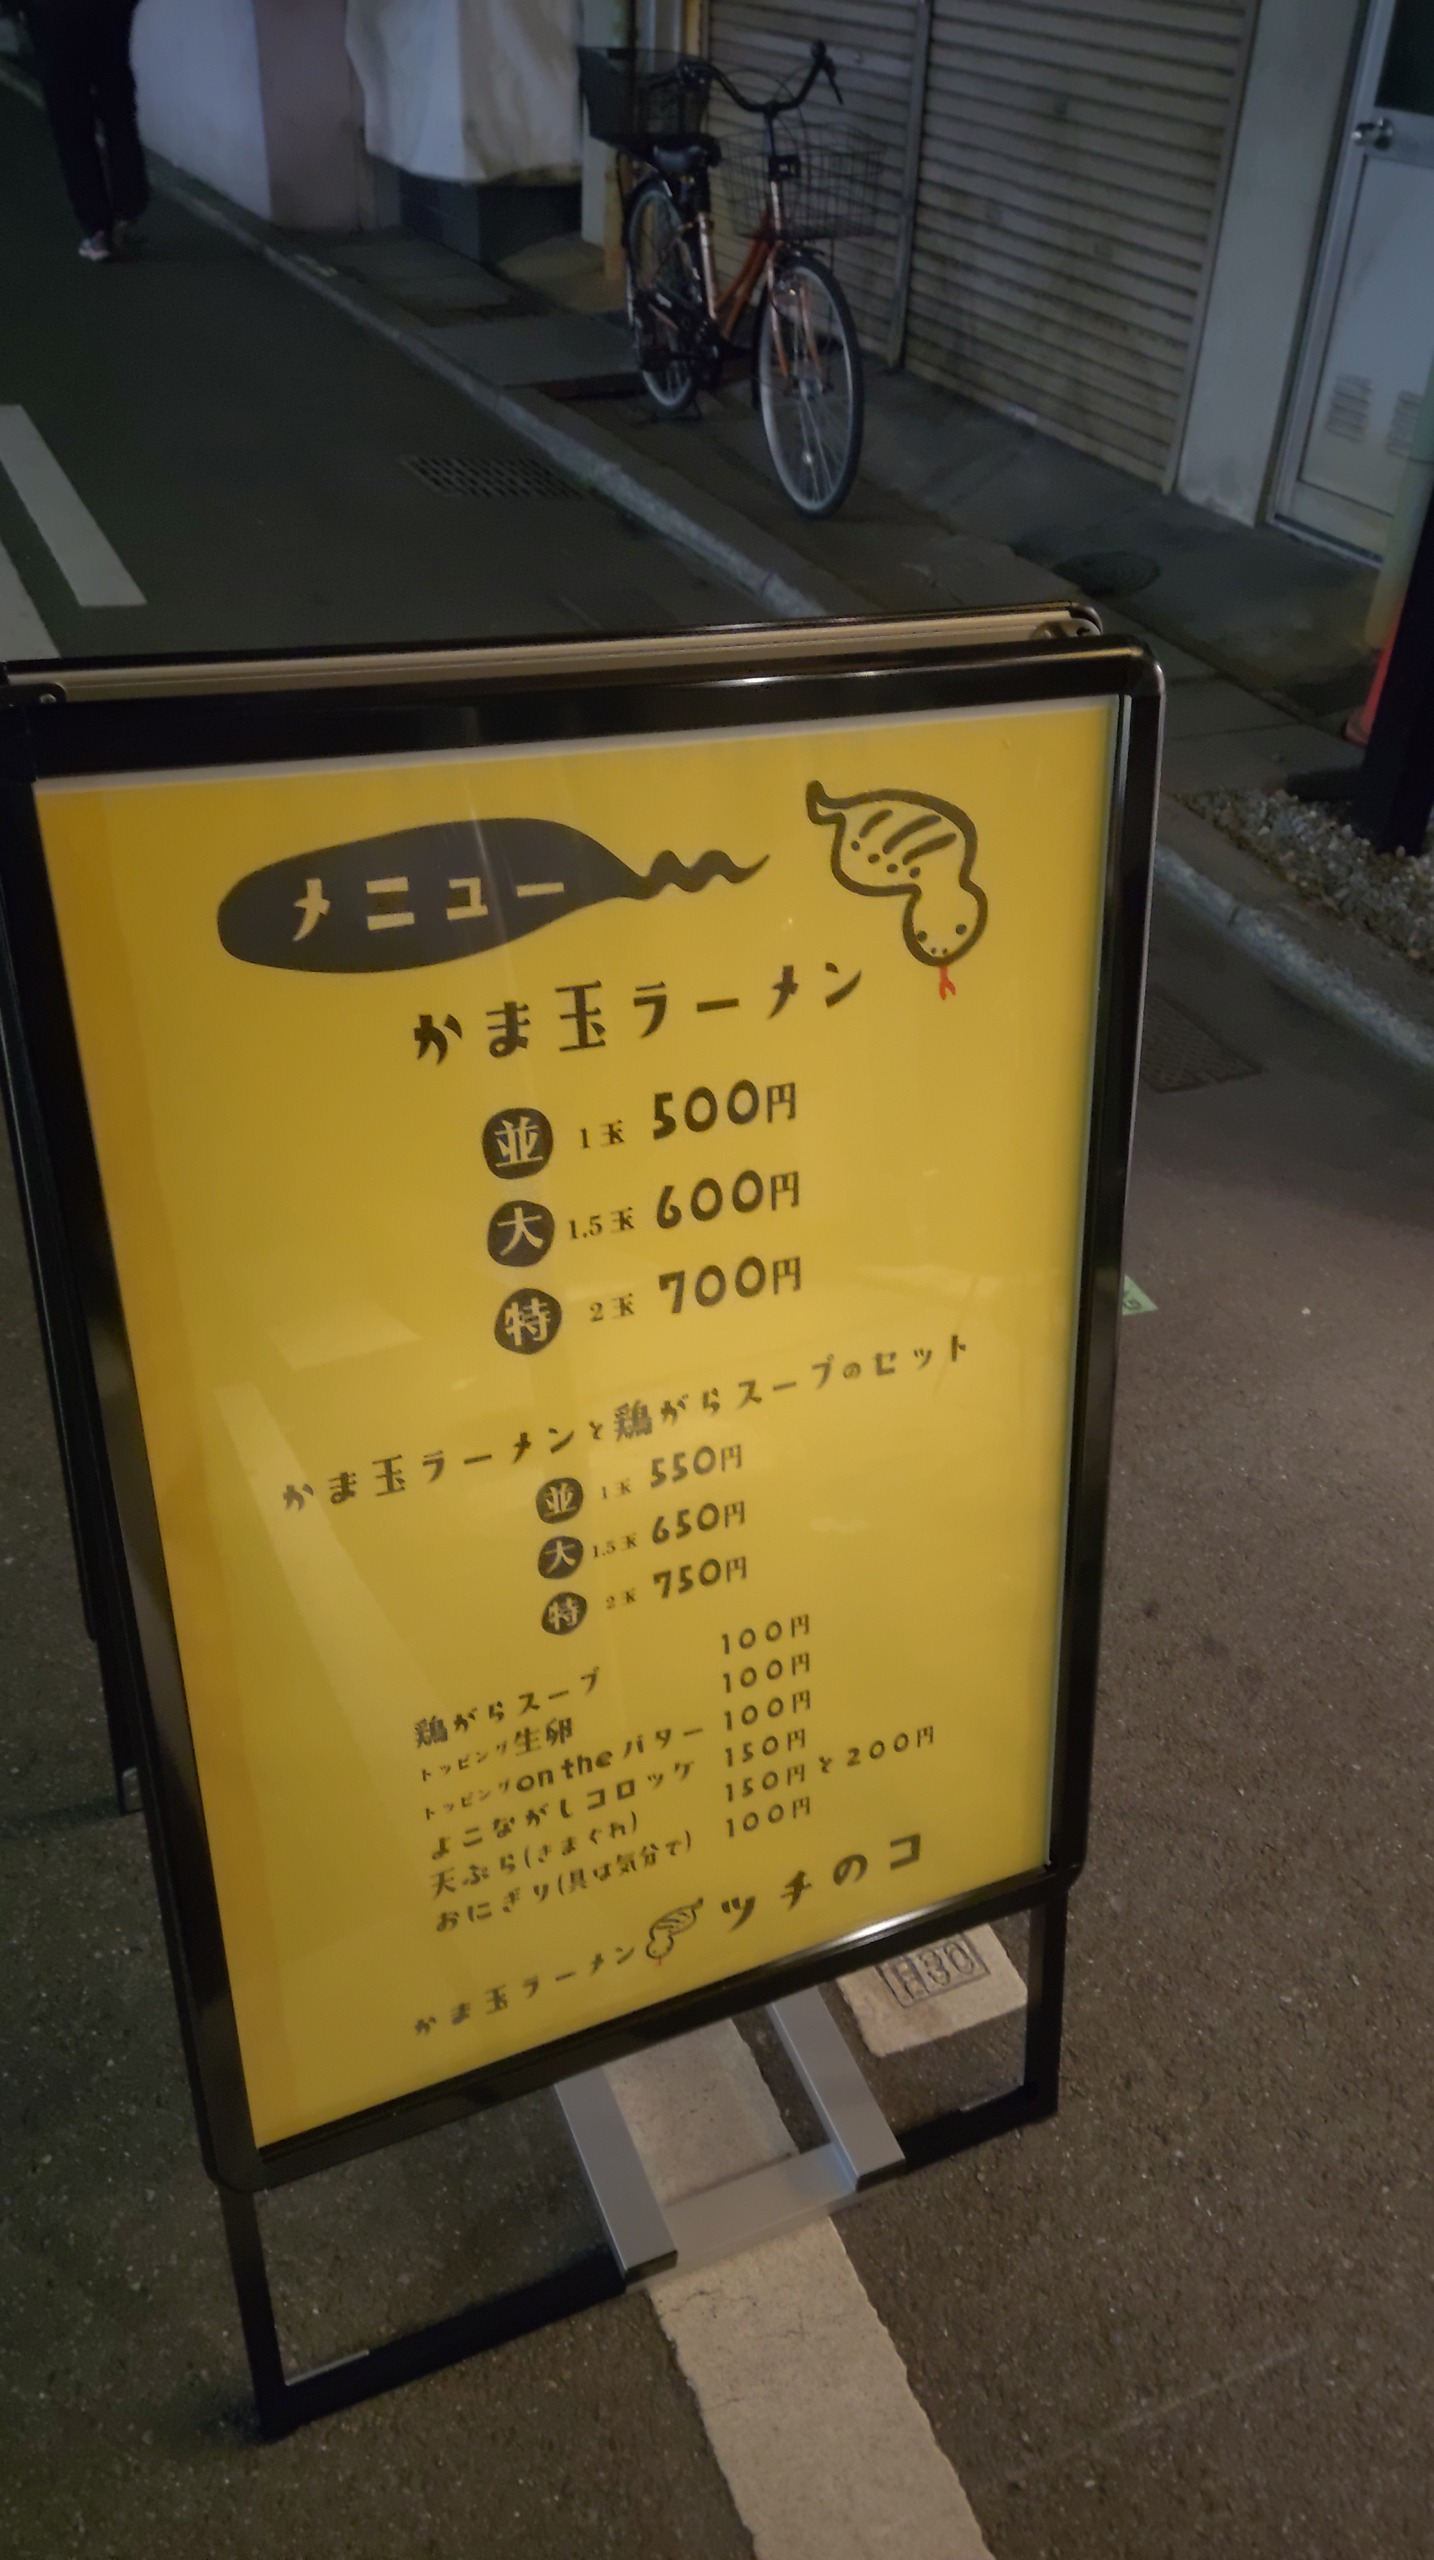 メニュー
かま玉ラーメン
並 1玉 500円
大 1.5玉 600円
特 2玉 700円
かま玉ラーメンと鶏がらスープのセット
並 1玉 550円
大 1.5玉 650円
特 2玉 750円
鶏がらスープ 100円
トッピング生卵 100円
トッピングon theバター 100円
よこながしコロッケ 150円
天ぷら(きまぐれ) 150円と200円
おにぎり(具は気分で) 100円
かま玉ラーメン ツチのコ